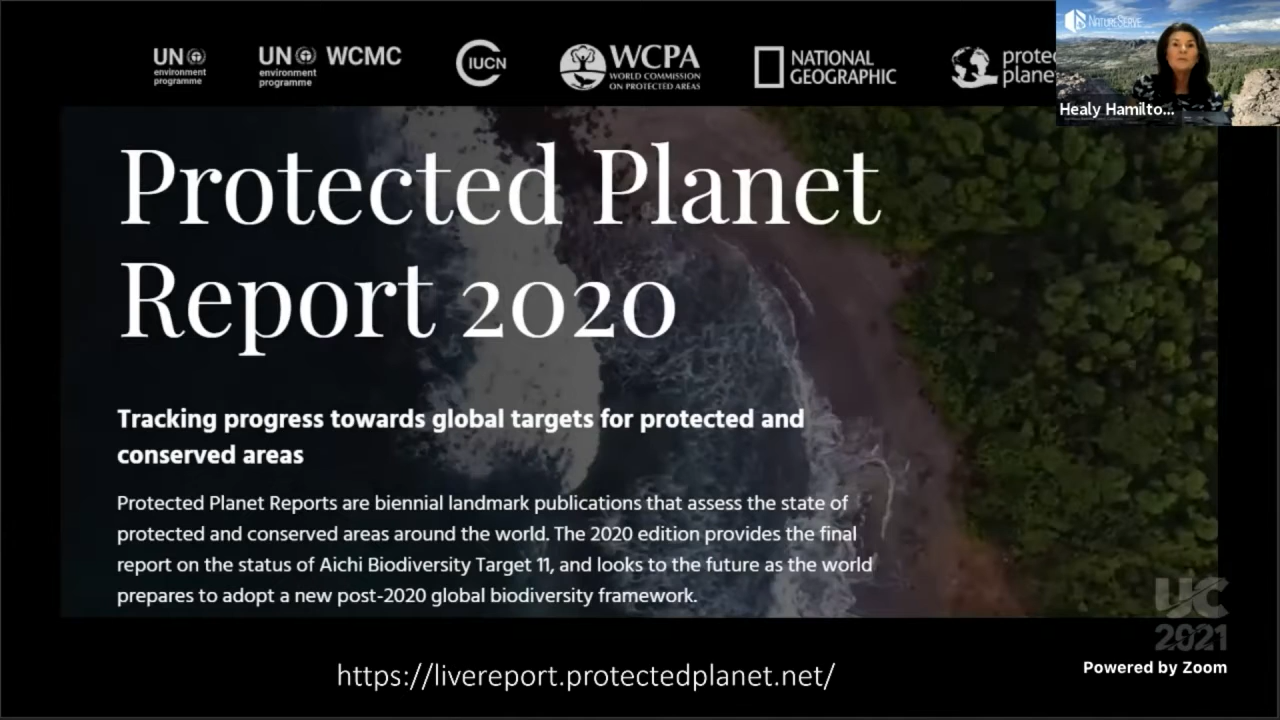 UN
environment
programme
UN WCMC
environment
programme
IUCN
WCPA
WORLD COMMISSION
ON PROTECTED AREAS
NATIONAL
GEOGRAPHIC
protec
plane
NATURESERVE
Healy Hamilto...
Protected Planet
Report 2020
Tracking progress towards global targets for protected and
conserved areas
Protected Planet Reports are biennial landmark publications that assess the state of
protected and conserved areas around the world. The 2020 edition provides the final
report on the status of Aichi Biodiversity Target 11, and looks to the future as the world
prepares to adopt a new post-2020 global biodiversity framework.
UC
2021
Powered by Zoom
https://livereport.protectedplanet.net/